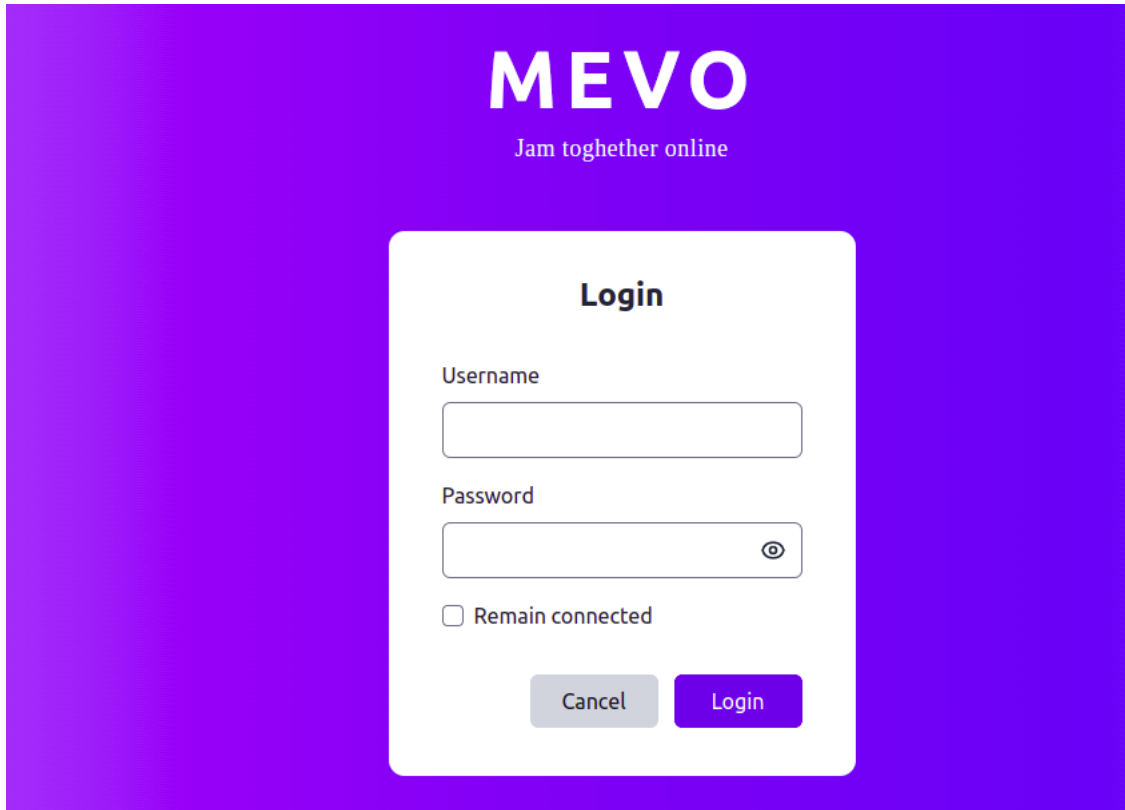 MEVO
Jam toghether online
Login
Username
Password
Remain connected
Cancel Login